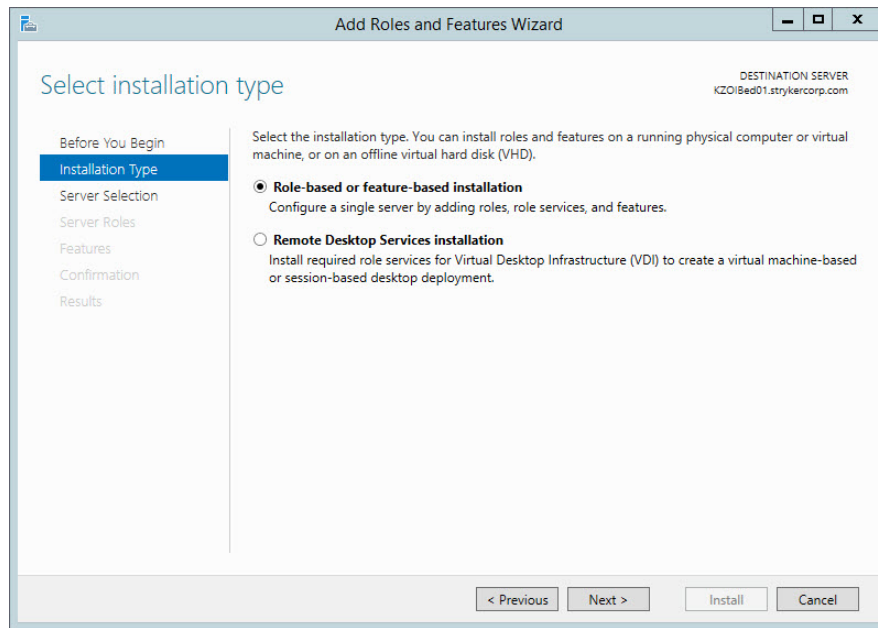 Add Roles and Features Wizard
Select installation type
DESTINATION SERVER
KZOIBed01.strykercorp.com
Before You Begin
Installation Type
Server Selection
Server Roles
Features
Confirmation
Results
Select the installation type. You can install roles and features on a running physical computer or virtual
machine, or on an offline virtual hard disk (VHD).
Role-based or feature-based installation
Configure a single server by adding roles, role services, and features.
Remote Desktop Services installation
Install required role services for Virtual Desktop Infrastructure (VDI) to create a virtual machine-based
or session-based desktop deployment.
< Previous
Next >
Install
Cancel